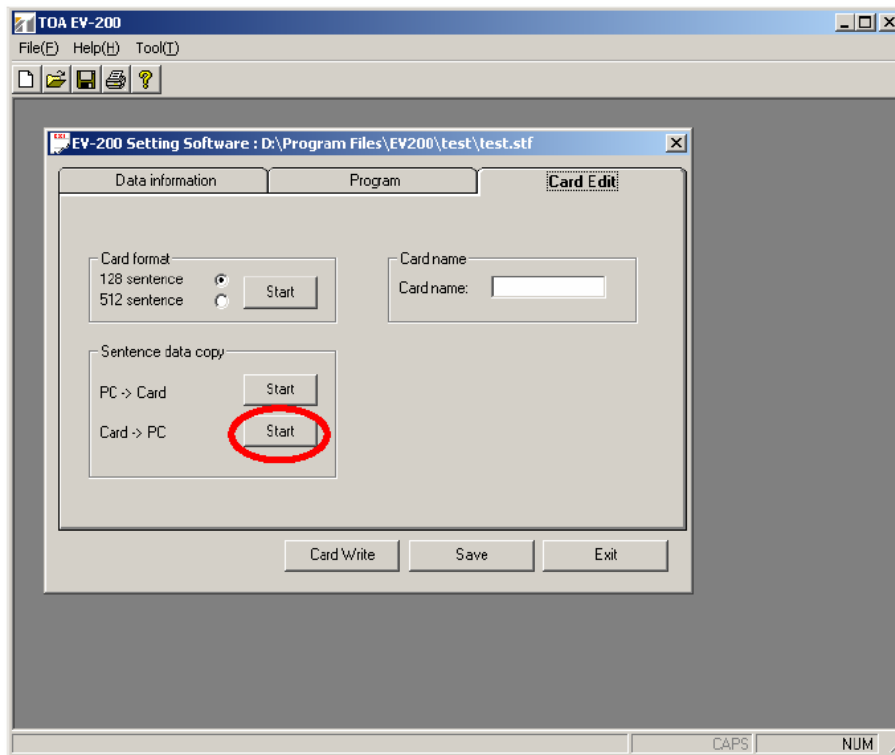 TOA EV-200
File(F) Help(H) Tool(T)
EV-200 Setting Software : D:\Program Files\EV200\test\test.stf
Data information Program Card Edit
Card format
128 sentence
512 sentence
Start
Card name
Card name:
Sentence data copy
PC -> Card Start
Card -> PC Start
Card Write Save Exit
CAPS NUM